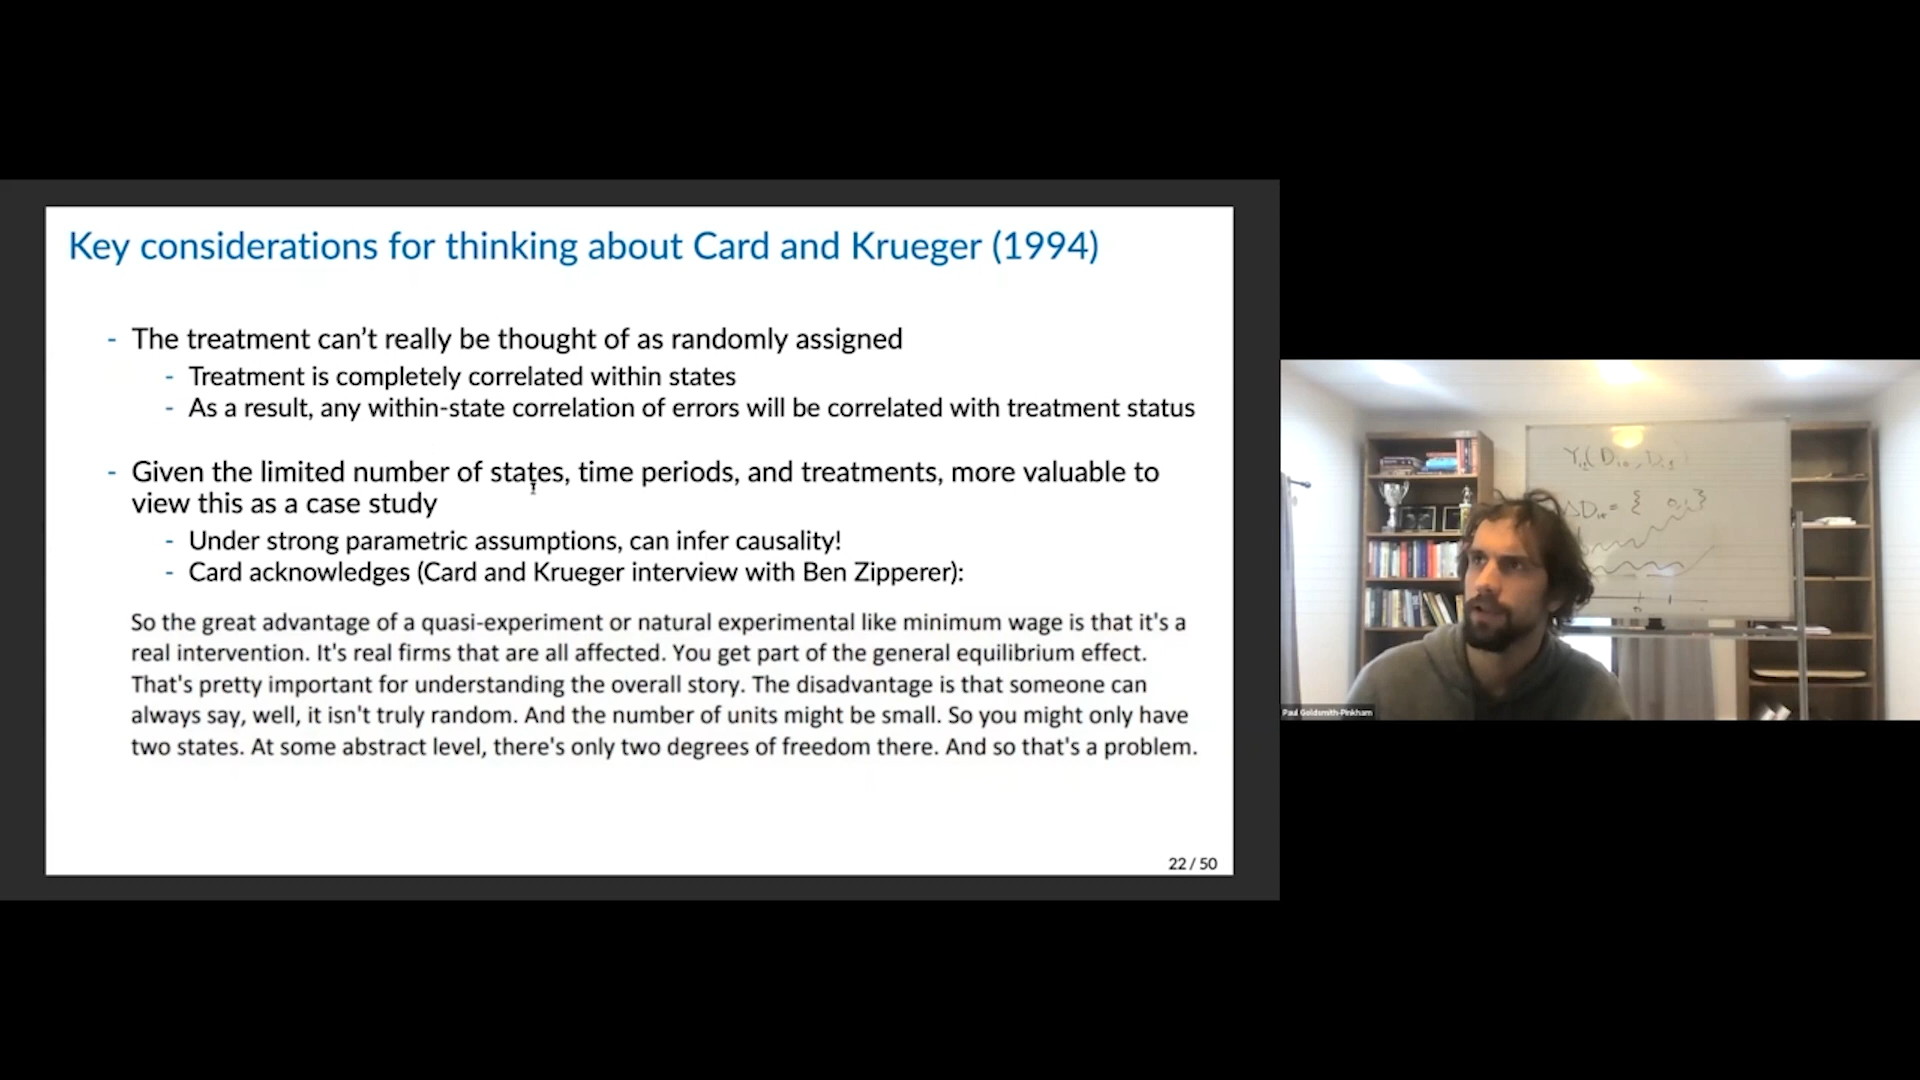 Key considerations for thinking about Card and Krueger (1994)
- The treatment can't really be thought of as randomly assigned
- Treatment is completely correlated within states
- As a result, any within-state correlation of errors will be correlated with treatment status
- Given the limited number of states, time periods, and treatments, more valuable to
view this as a case study
- Under strong parametric assumptions, can infer causality!
- Card acknowledges (Card and Krueger interview with Ben Zipperer):
So the great advantage of a quasi-experiment or natural experimental like minimum wage is that it's a
real intervention. It's real firms that are all affected. You get part of the general equilibrium effect.
That's pretty important for understanding the overall story. The disadvantage is that someone can
always say, well, it isn't truly random. And the number of units might be small. So you might only have
two states. At some abstract level, there's only two degrees of freedom there. And so that's a problem.
22 / 50
Paul Goldsmith-Pinkham